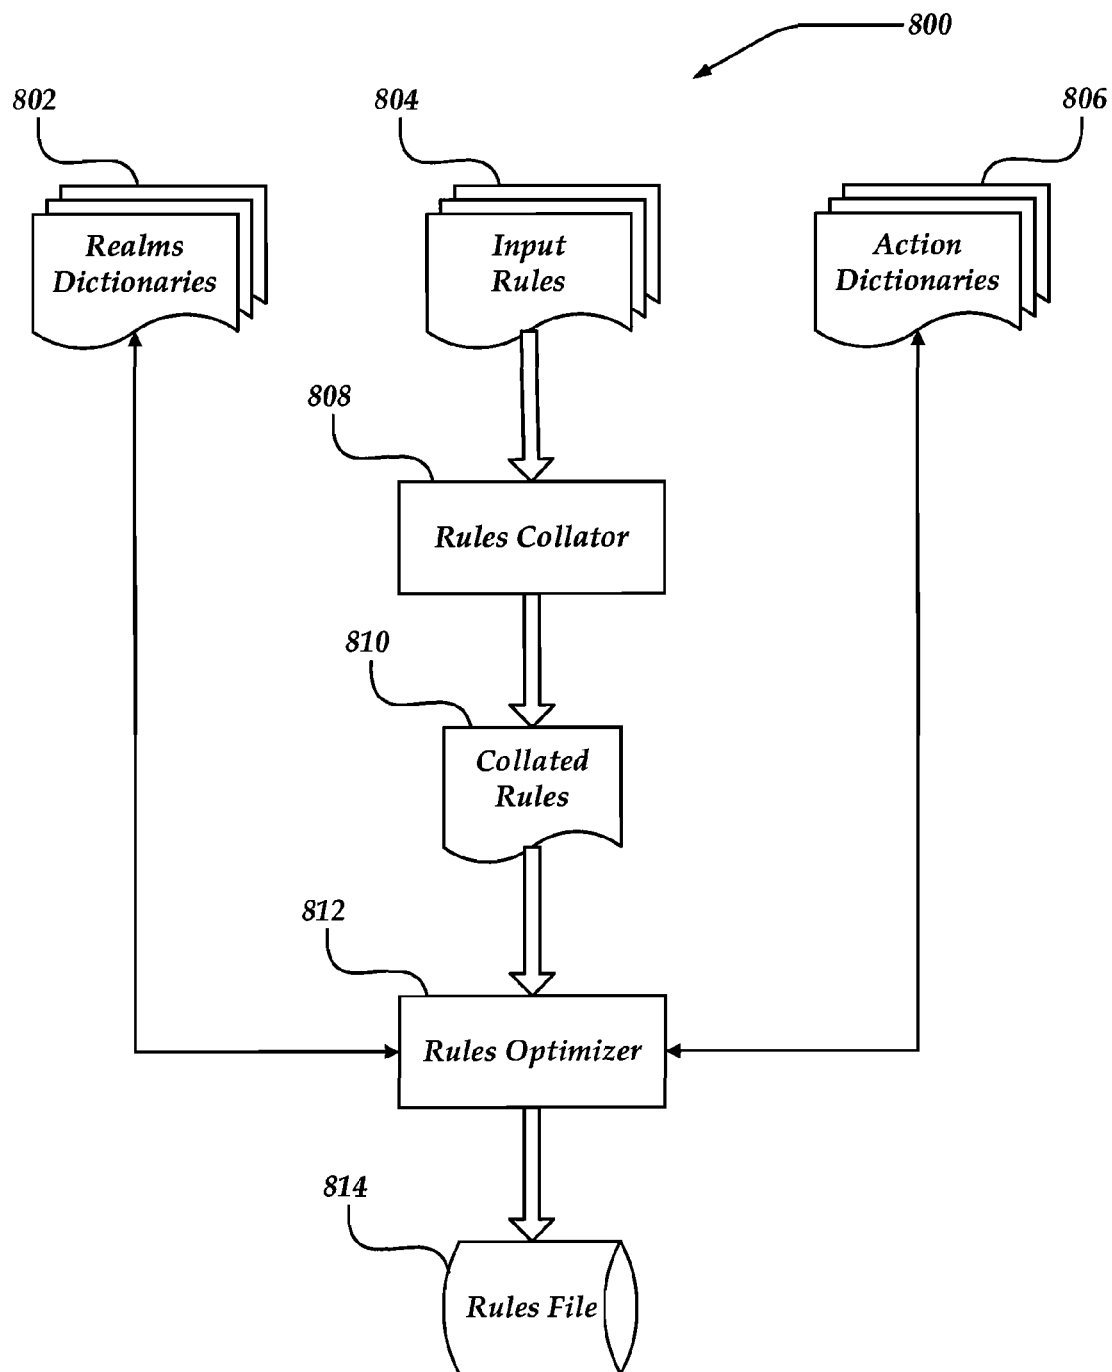 800
802
804
806
Realms
Dictionaries
Input
Rules
Action
Dictionaries
808
Rules Collator
810
Collated
Rules
812
Rules Optimizer
814
Rules File